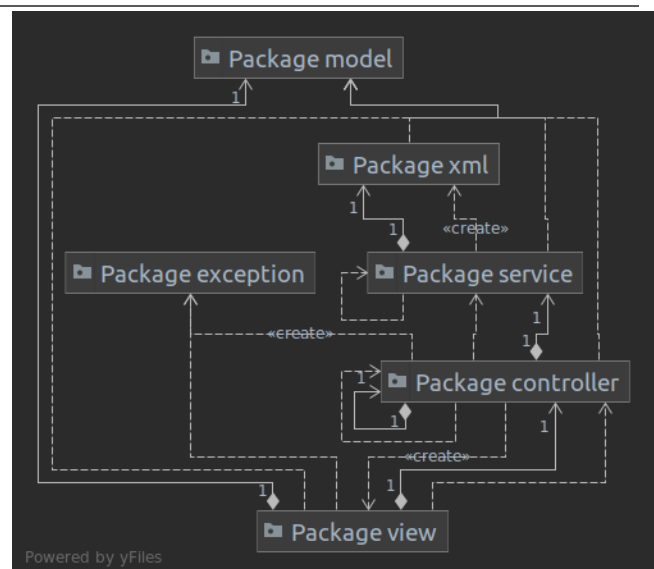 Package model
1
Package xml
1
1
«create»
Package exception
Package service
«create»
1
1
1
Package controller
1
1
«create»
1
1
Package view
Powered by yFiles